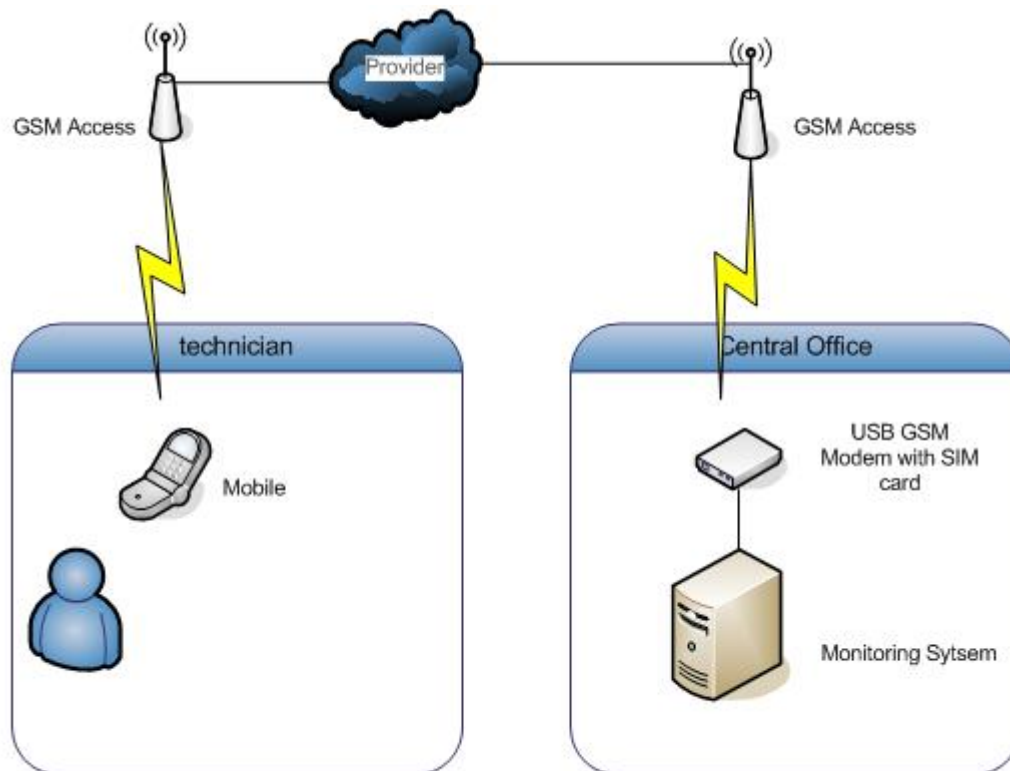 Provider
GSM Access
GSM Access
technician
Mobile
Central Office
USB GSM
Modem with SIM
card
Monitoring Sytsem